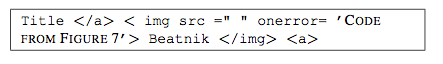 Title </a> < img src =" " onerror= 'CODE
FROM FIGURE 7'> Beatnik </img> <a>